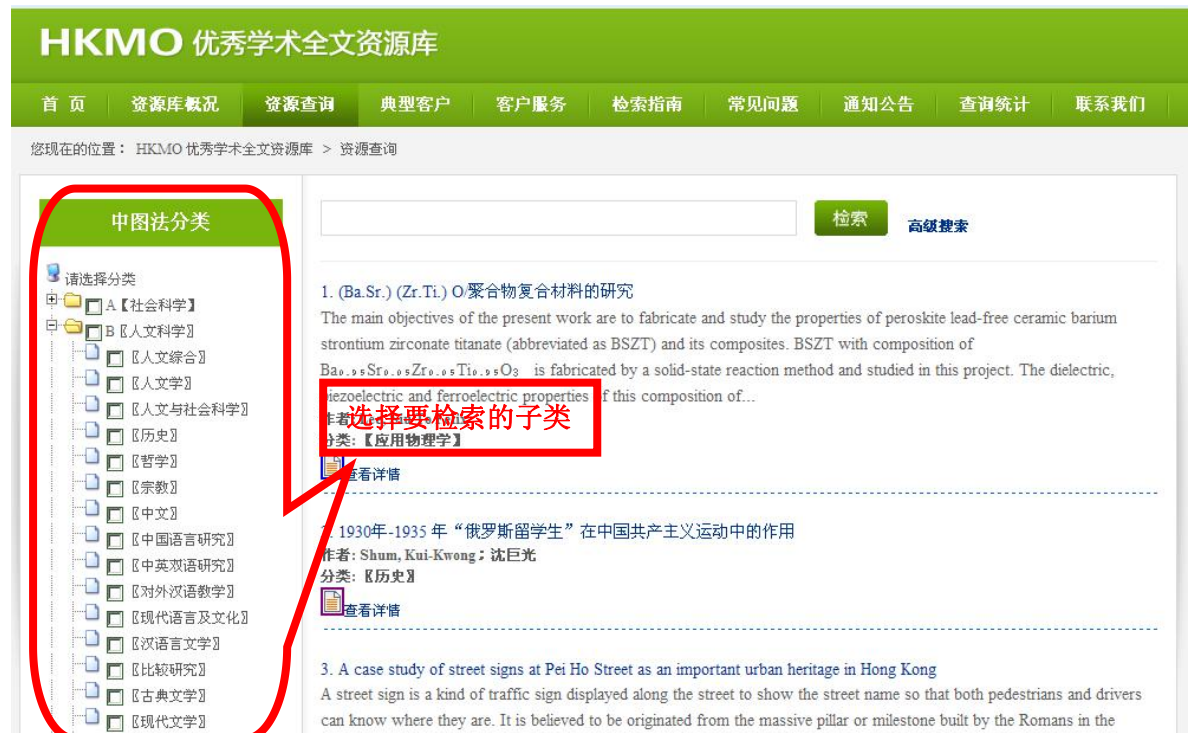 HKMO 优秀学术全文资源库
首 页 资源库概况 资源查询 典型客户 客户服务 检索指南 常见问题 通知公告 查询统计 联系我们
您现在的位置： HKMO 优秀学术全文资源库 > 资源查询
中图法分类
请选择分类
A【社会科学】
B〖人文科学〗
〖人文综合〗
〖人文学〗
〖人文与社会科学〗
〖历史〗
〖哲学〗
〖宗教〗
〖中文〗
〖中国语言研究〗
〖中英双语研究〗
〖对外汉语教学〗
〖现代语言及文化〗
〖汉语言文学〗
〖比较研究〗
〖古典文学〗
〖现代文学〗
检索 高级搜索
1. (Ba.Sr.) (Zr.Ti.) O/聚合物复合材料的研究
The main objectives of the present work are to fabricate and study the properties of peroskite lead-free ceramic barium
strontium zirconate titanate (abbreviated as BSZT) and its composites. BSZT with composition of
Ba₀.₉₅Sr₀.₀₅Zr₀.₀₅Ti₀.₉₅O₃ is fabricated by a solid-state reaction method and studied in this project. The dielectric,
piezoelectric and ferroelectric properties of this composition of...
选择要检索的子类
作者:
分类:【应用物理学】
查看详情
2. 1930年-1935 年“俄罗斯留学生”在中国共产主义运动中的作用
作者: Shum, Kui-Kwong；沈巨光
分类:〖历史〗
查看详情
3. A case study of street signs at Pei Ho Street as an important urban heritage in Hong Kong
A street sign is a kind of traffic sign displayed along the street to show the street name so that both pedestrians and drivers
can know where they are. It is believed to be originated from the massive pillar or milestone built by the Romans in the